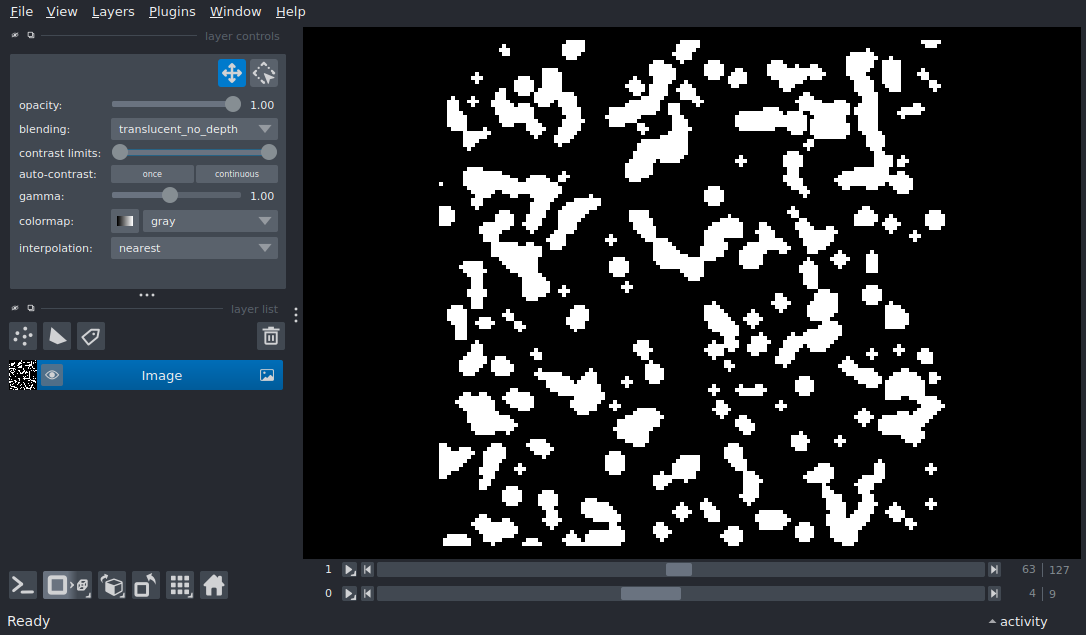 File View Layers Plugins Window Help
layer controls
opacity: 1.00
blending: translucent_no_depth
contrast limits:
auto-contrast: once continuous
gamma: 1.00
colormap: gray
interpolation: nearest
layer list
Image
1 63 127
0 4 9
Ready activity